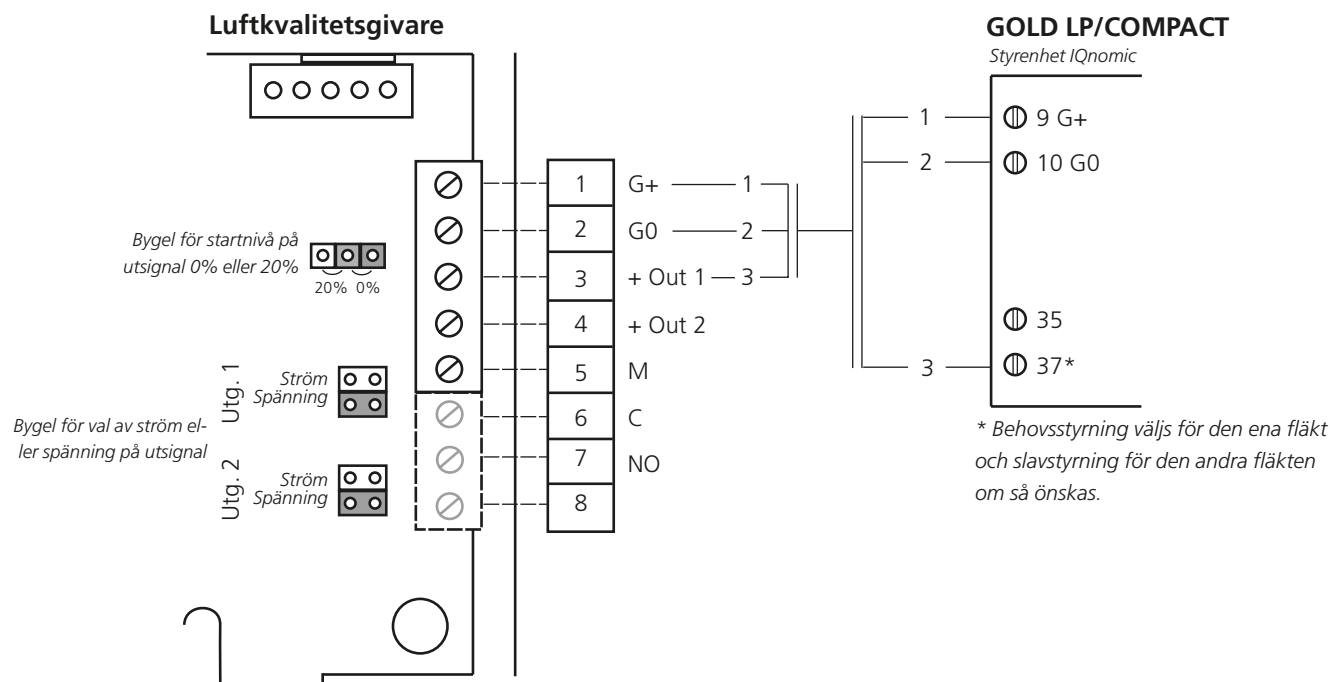 Luftkvalitetsgivare
GOLD LP/COMPACT
Styrenhet IQnomic
1
9 G+
2
10 G0
35
3
37*
* Behovsstyrning väljs för den ena fläkt
och slavstyrning för den andra fläkten
om så önskas.
1 G+ 1
2 G0 2
3 + Out 1 3
4 + Out 2
5 M
6 C
7 NO
8
Bygel för startnivå på
utsignal 0% eller 20%
20% 0%
Utg. 1
Ström
Spänning
Bygel för val av ström el-
ler spänning på utsignal
Utg. 2
Ström
Spänning